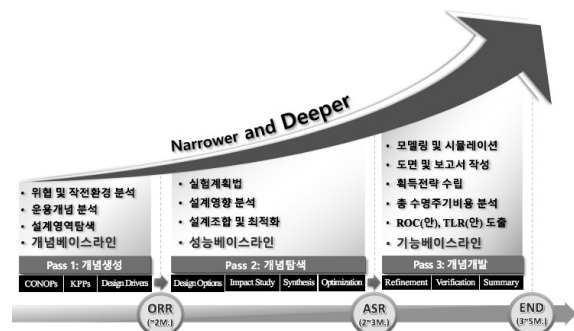 Narrower and Deeper
• 위협 및 작전환경 분석
• 운용개념 분석
• 설계영역탐색
• 개념베이스라인
Pass 1: 개념생성
CONOPs KPPs Design Drivers
• 실험계획법
• 설계영향 분석
• 설계조합 및 최적화
• 성능베이스라인
Pass 2: 개념탐색
Design Options Impact Study Synthesis Optimization
• 모델링 및 시뮬레이션
• 도면 및 보고서 작성
• 획득전략 수립
• 총 수명주기비용 분석
• ROC(안), TLR(안) 도출
• 기능베이스라인
Pass 3: 개념개발
Refinement Verification Summary
ORR
(~2M.)
ASR
(2~3M.)
END
(3~5M.)